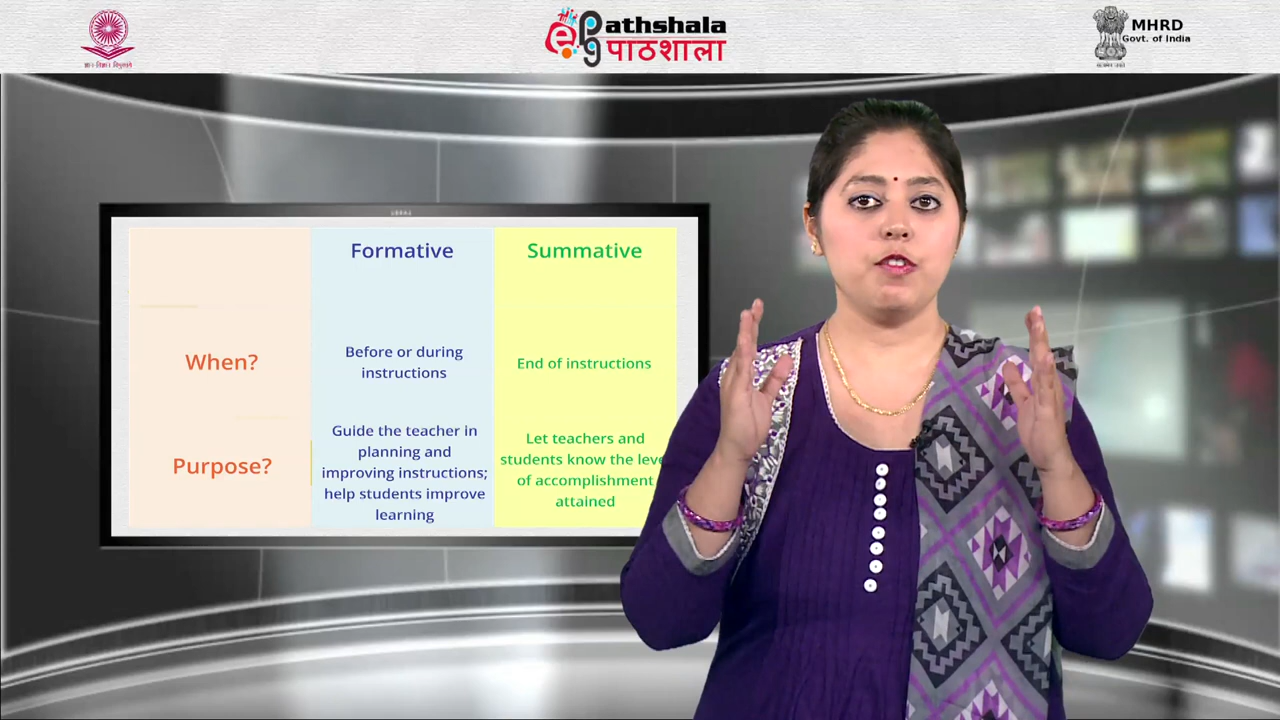 athshala
पाठशाला
MHRD
Govt. of India
Formative
Summative
When?
Before or during
instructions
End of instructions
Purpose?
Guide the teacher in
planning and
improving instructions;
help students improve
learning
Let teachers and
students know the leve
of accomplishment
attained